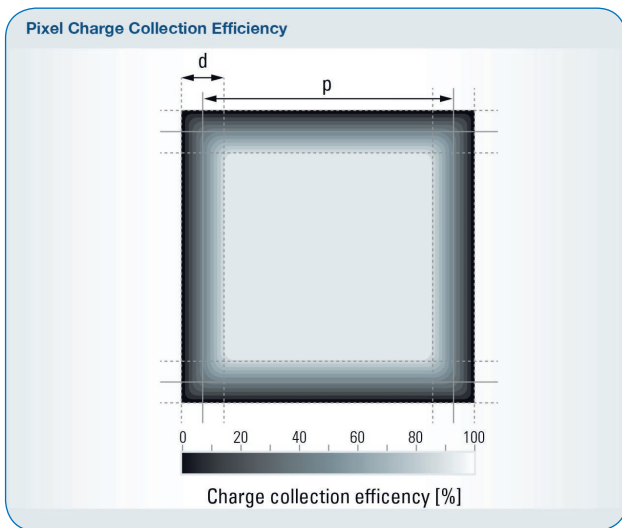 Pixel Charge Collection Efficiency
d
p
0 20 40 60 80 100
Charge collection efficency [%]